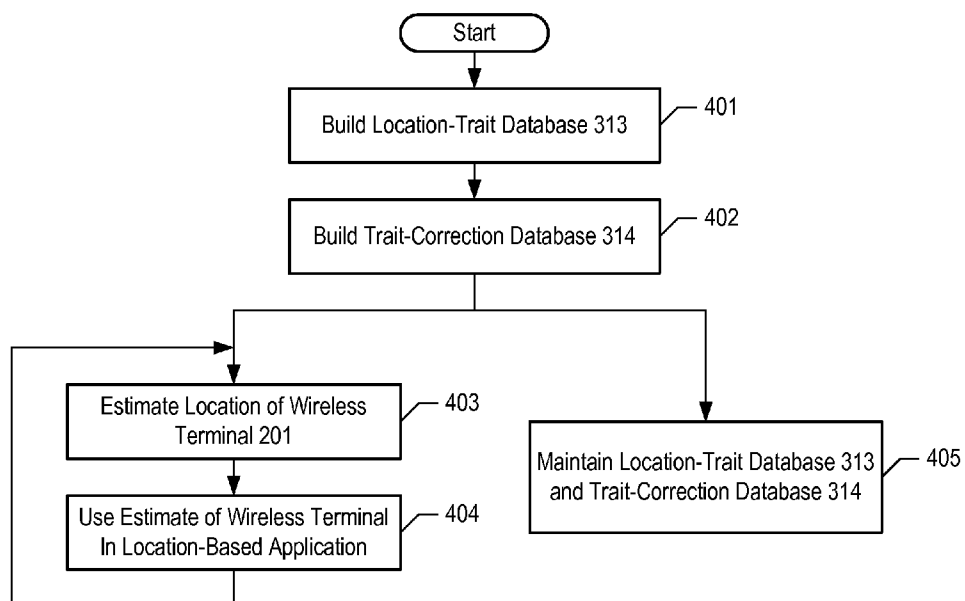 Start
Build Location-Trait Database 313
401
Build Trait-Correction Database 314
402
Estimate Location of Wireless
Terminal 201
403
Maintain Location-Trait Database 313
and Trait-Correction Database 314
405
Use Estimate of Wireless Terminal
In Location-Based Application
404